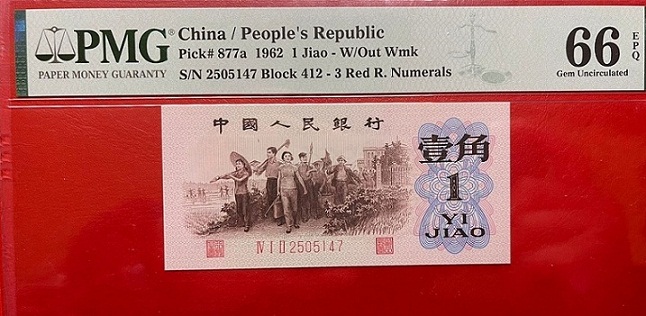 PMG®
PAPER MONEY GUARANTY
China / People's Republic
Pick# 877a 1962 1 Jiao - W/Out Wmk
S/N 2505147 Block 412 - 3 Red R. Numerals
66 EPQ
Gem Uncirculated
中國人民銀行
壹角
1
YI
JIAO
Ⅳ Ⅰ Ⅱ 2505147